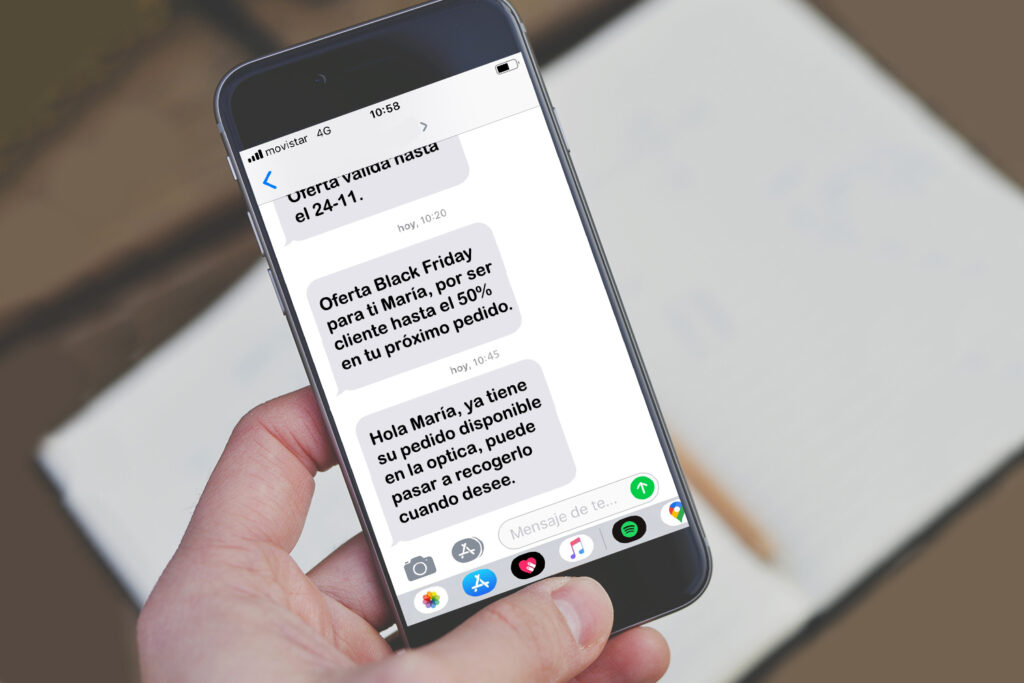 movistar 4G 10:58
Oferta válida hasta
el 24-11.
hoy, 10:20
Oferta Black Friday
para ti María, por ser
cliente hasta el 50%
en tu próximo pedido.
hoy, 10:45
Hola María, ya tiene
su pedido disponible
en la optica, puede
pasar a recogerlo
cuando desee.
Mensaje de te...